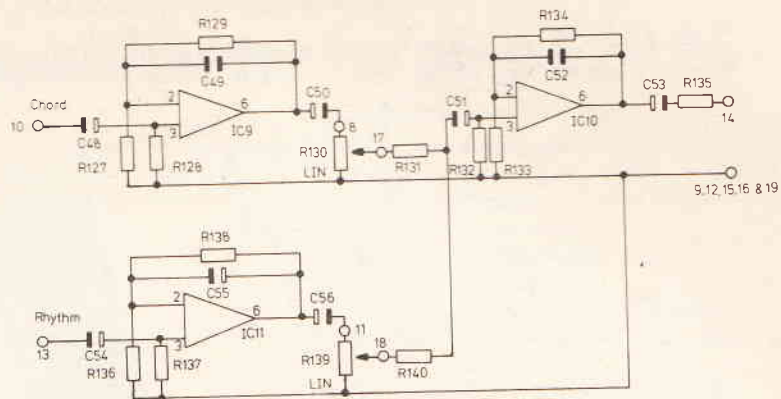 R129
C49
Chord
10
C48
2
3
6
IC9
R127
R128
C50
8
R130
LIN
17
R131
R134
C52
C51
2
3
6
IC10
R132
R133
C53
R135
14
9,12,15,16 & 19
R138
C55
Rhythm
13
C54
2
3
6
IC11
R136
R137
C56
11
R139
LIN
18
R140